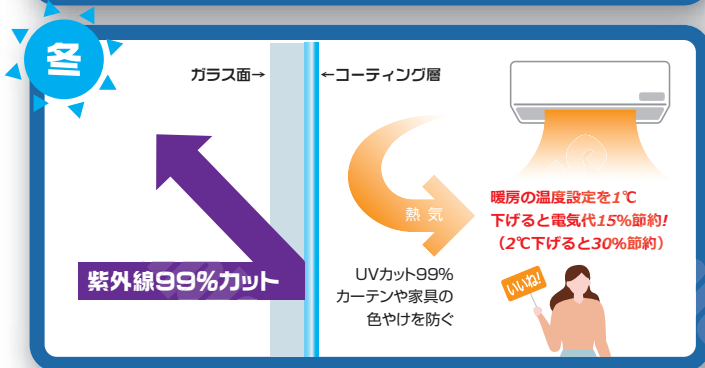 冬
ガラス面→
←コーティング層
熱気
暖房の温度設定を1℃
下げると電気代15%節約!
（2℃下げると30%節約）
紫外線99%カット
UVカット99%
カーテンや家具の
色やけを防ぐ
いいね!